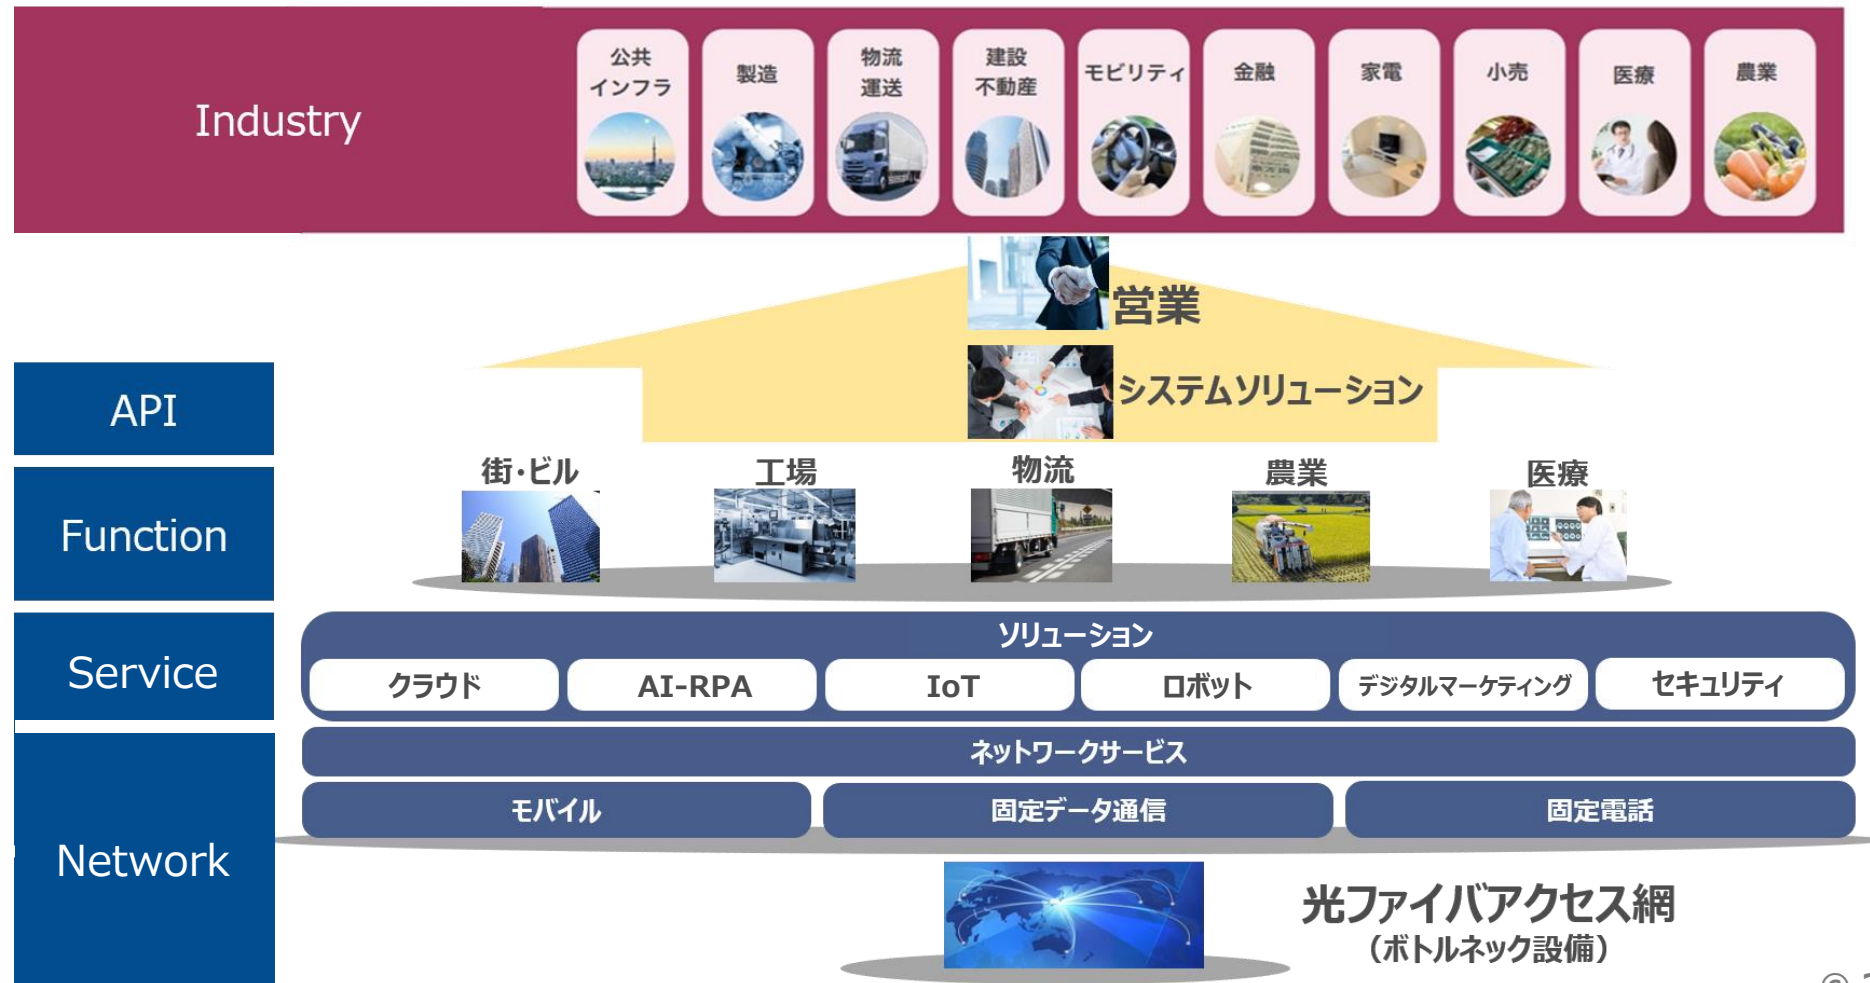 Industry
公共
インフラ
製造
物流
運送
建設
不動産
モビリティ
金融
家電
小売
医療
農業
営業
API
システムソリューション
Function
街・ビル
工場
物流
農業
医療
Service
ソリューション
クラウド
AI-RPA
IoT
ロボット
デジタルマーケティング
セキュリティ
Network
ネットワークサービス
モバイル
固定データ通信
固定電話
光ファイバアクセス網
（ボトルネック設備）
©